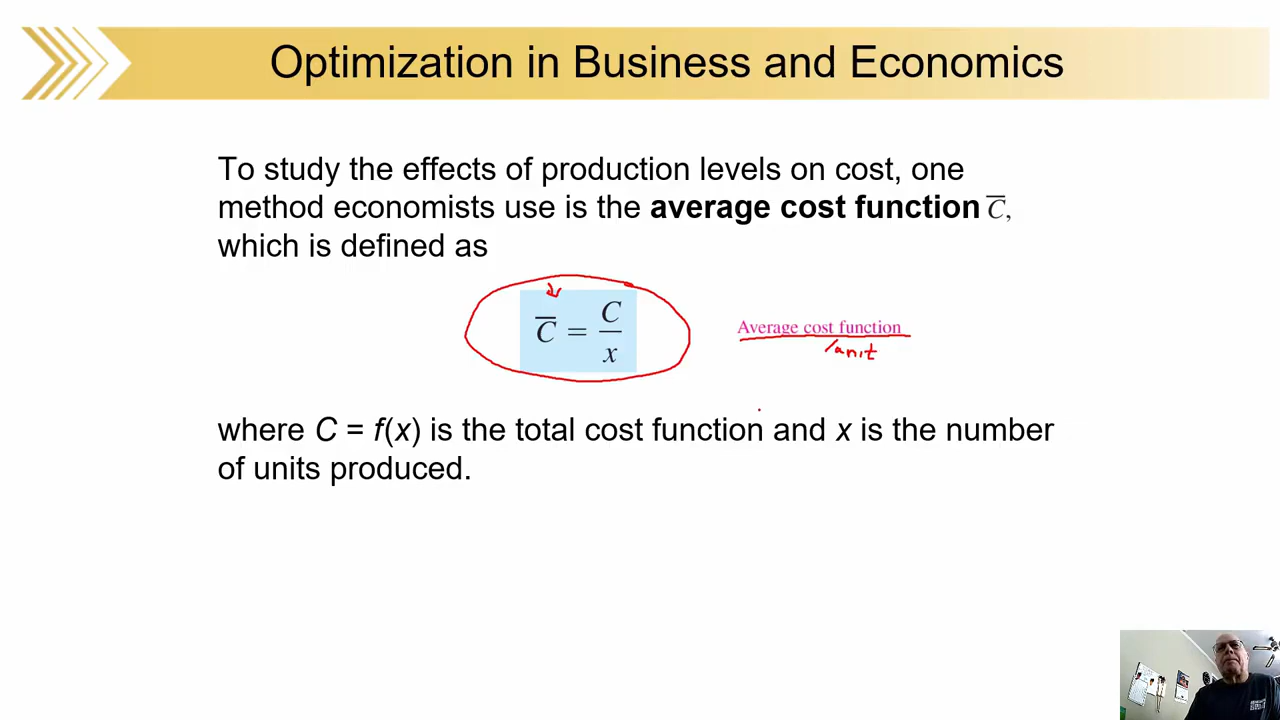 Optimization in Business and Economics
To study the effects of production levels on cost, one
method economists use is the average cost function C̅,
which is defined as
C̅ = C/x
Average cost function
/unit
where C = f(x) is the total cost function and x is the number
of units produced.